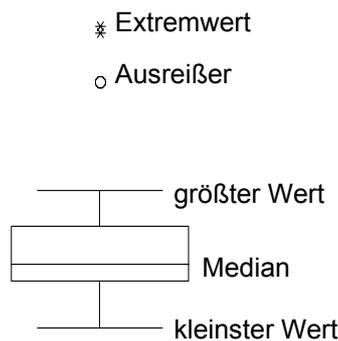 Extremwert
Ausreißer
größter Wert
Median
kleinster Wert